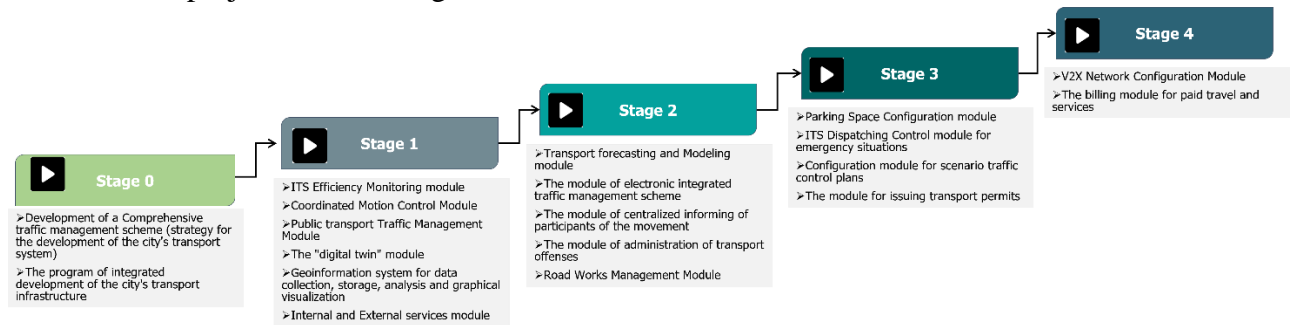 Stage 0
➢Development of a Comprehensive
traffic management scheme (strategy for
the development of the city's transport
system)
➢The program of integrated
development of the city's transport
infrastructure
Stage 1
➢ITS Efficiency Monitoring module
➢Coordinated Motion Control Module
➢Public transport Traffic Management
Module
➢The "digital twin" module
➢Geoinformation system for data
collection, storage, analysis and graphical
visualization
➢Internal and External services module
Stage 2
➢Transport forecasting and Modeling
module
➢The module of electronic integrated
traffic management scheme
➢The module of centralized informing of
participants of the movement
➢The module of administration of transport
offenses
➢Road Works Management Module
Stage 3
➢Parking Space Configuration module
➢ITS Dispatching Control module for
emergency situations
➢Configuration module for scenario traffic
control plans
➢The module for issuing transport permits
Stage 4
➢V2X Network Configuration Module
➢The billing module for paid travel and
services